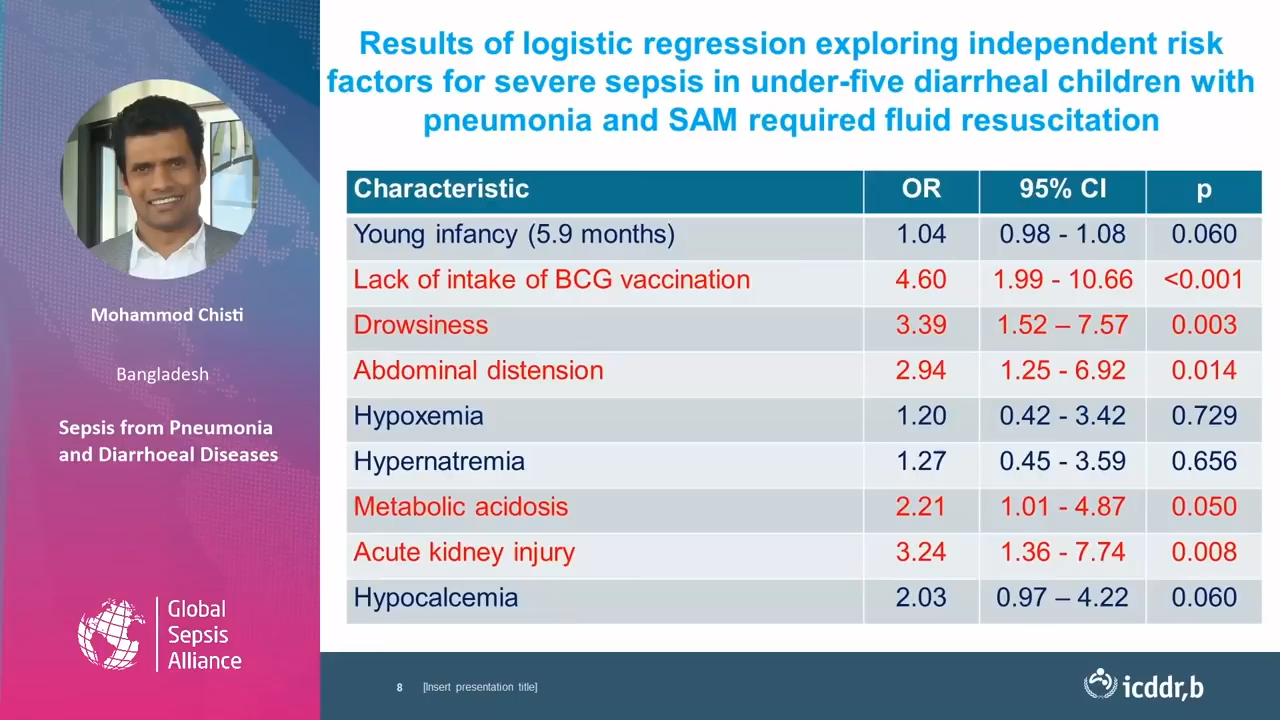 Results of logistic regression exploring independent risk
factors for severe sepsis in under-five diarrheal children with
pneumonia and SAM required fluid resuscitation
Characteristic OR 95% CI p
Young infancy (5.9 months) 1.04 0.98 - 1.08 0.060
Lack of intake of BCG vaccination 4.60 1.99 - 10.66 <0.001
Drowsiness 3.39 1.52 – 7.57 0.003
Abdominal distension 2.94 1.25 - 6.92 0.014
Hypoxemia 1.20 0.42 - 3.42 0.729
Hypernatremia 1.27 0.45 - 3.59 0.656
Metabolic acidosis 2.21 1.01 - 4.87 0.050
Acute kidney injury 3.24 1.36 - 7.74 0.008
Hypocalcemia 2.03 0.97 – 4.22 0.060
Mohammod Chisti
Bangladesh
Sepsis from Pneumonia
and Diarrhoeal Diseases
Global
Sepsis
Alliance
8 [Insert presentation title]
icddr,b